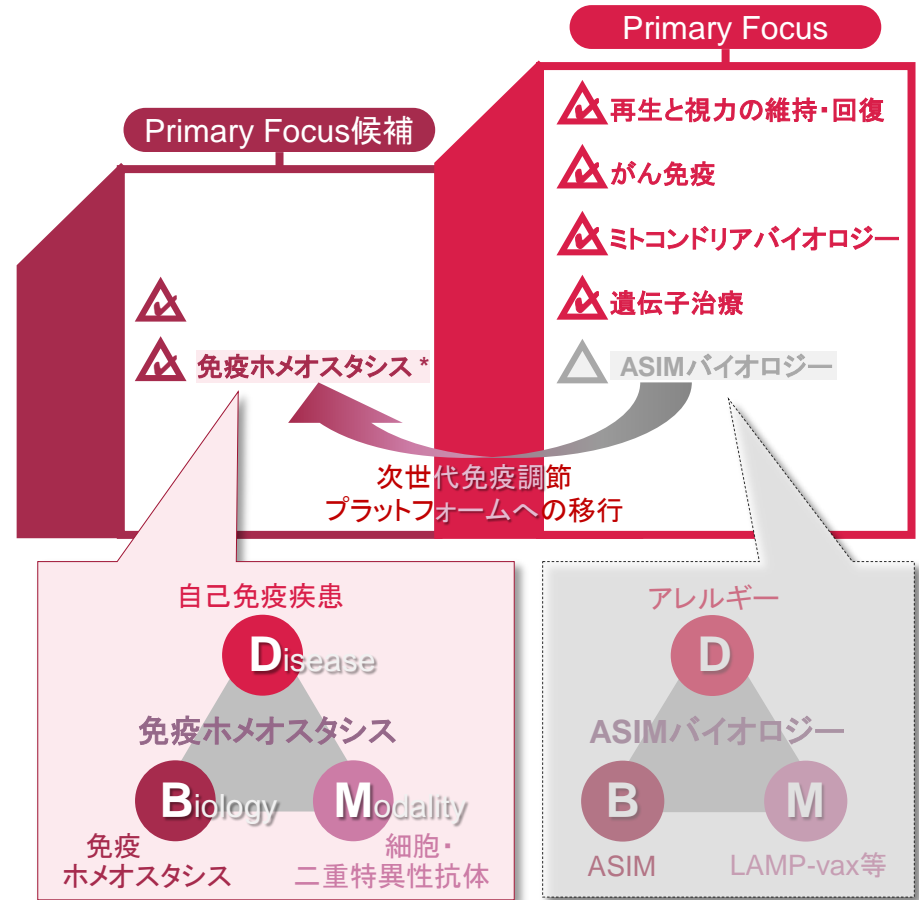 Primary Focus
Primary Focus候補
再生と視力の維持・回復
がん免疫
ミトコンドリアバイオロジー
遺伝子治療
免疫ホメオスタシス *
ASIMバイオロジー
次世代免疫調節
プラットフォームへの移行
自己免疫疾患
Disease
免疫ホメオスタシス
Biology
Modality
免疫
ホメオスタシス
細胞・
二重特異性抗体
アレルギー
D
ASIMバイオロジー
B
M
ASIM
LAMP-vax等